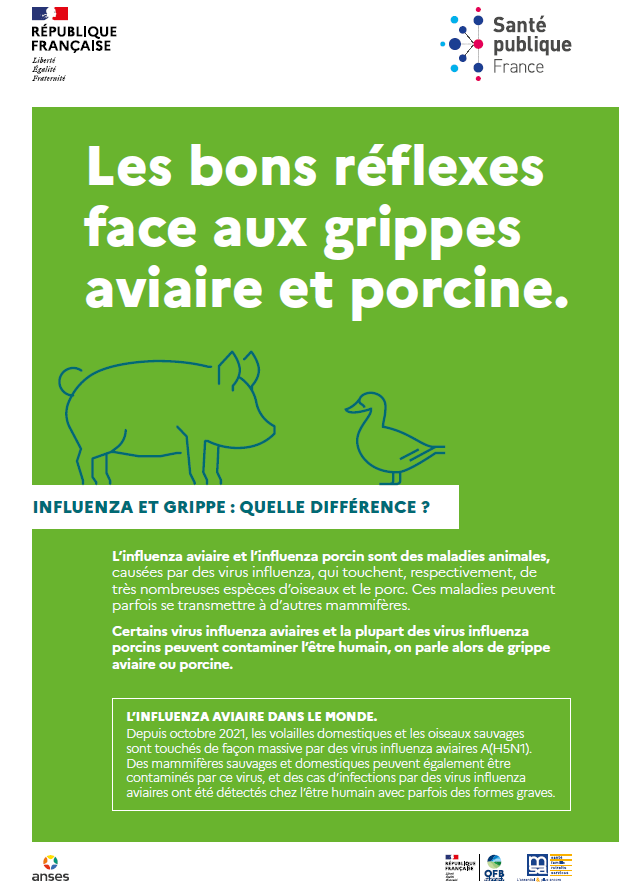 RÉPUBLIQUE
FRANÇAISE
Liberté
Égalité
Fraternité
Santé
publique
France
Les bons réflexes
face aux grippes
aviaire et porcine.
INFLUENZA ET GRIPPE : QUELLE DIFFÉRENCE ?
L'influenza aviaire et l'influenza porcin sont des maladies animales,
causées par des virus influenza, qui touchent, respectivement, de
très nombreuses espèces d'oiseaux et le porc. Ces maladies peuvent
parfois se transmettre à d'autres mammifères.
Certains virus influenza aviaires et la plupart des virus influenza
porcins peuvent contaminer l'être humain, on parle alors de grippe
aviaire ou porcine.
L'INFLUENZA AVIAIRE DANS LE MONDE.
Depuis octobre 2021, les volailles domestiques et les oiseaux sauvages
sont touchés de façon massive par des virus influenza aviaires A(H5N1).
Des mammifères sauvages et domestiques peuvent également être
contaminés par ce virus, et des cas d'infections par des virus influenza
aviaires ont été détectés chez l'être humain avec parfois des formes graves.
anses
RÉPUBLIQUE
FRANÇAISE
OFB
santé
famille
retraite
services